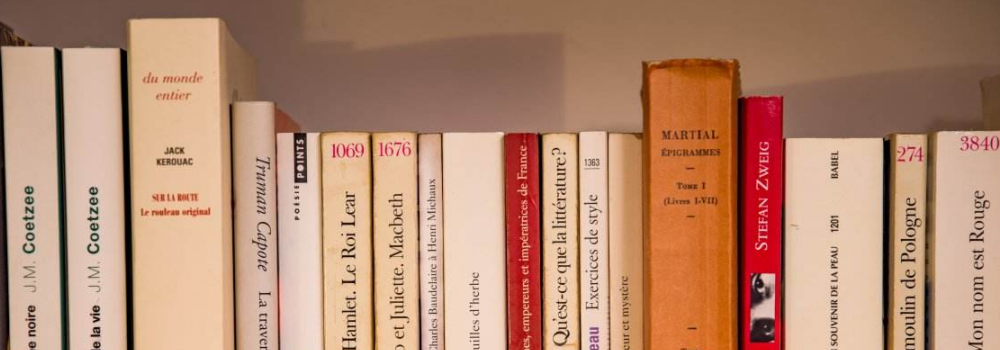 e noire J.M. Coetzee
e la vie J.M. Coetzee
du monde
entier
JACK
KEROUAC
SUR LA ROUTE
Le rouleau original
Truman Capote La traver
POÉSIE POINTS
1069
Hamlet. Le Roi Lear
1676
o et Juliette. Macbeth
Charles Baudelaire à Henri Michaux
uilles d'herbe
es, empereurs et impératrices de France
Qu'est-ce que la littérature?
1363
eau Exercices de style
eur et mystère
MARTIAL
ÉPIGRAMMES
TOME I
(Livres I-VII)
STEFAN ZWEIG
SOUVENIR DE LA PEAU 1201 BABEL
274
moulin de Pologne
3840
Mon nom est Rouge